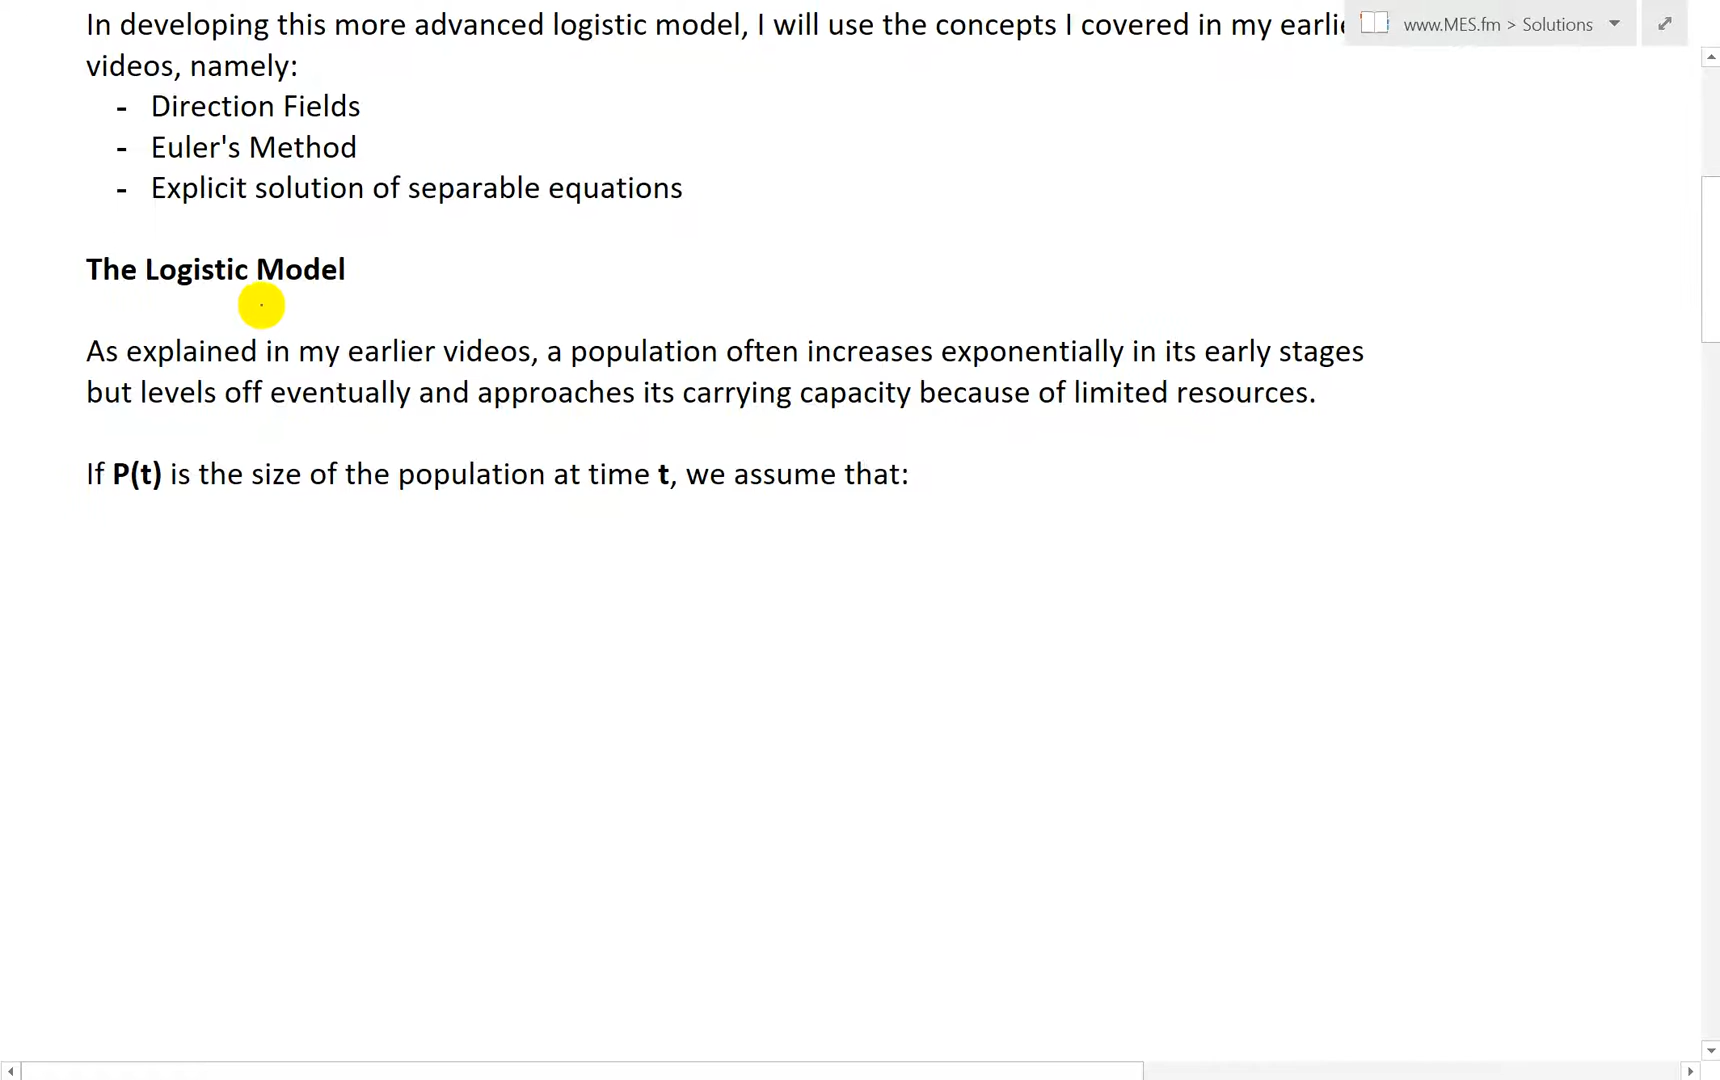 In developing this more advanced logistic model, I will use the concepts I covered in my earlie
www.MES.fm > Solutions
videos, namely:
- Direction Fields
- Euler's Method
- Explicit solution of separable equations
The Logistic Model
As explained in my earlier videos, a population often increases exponentially in its early stages
but levels off eventually and approaches its carrying capacity because of limited resources.
If P(t) is the size of the population at time t, we assume that: